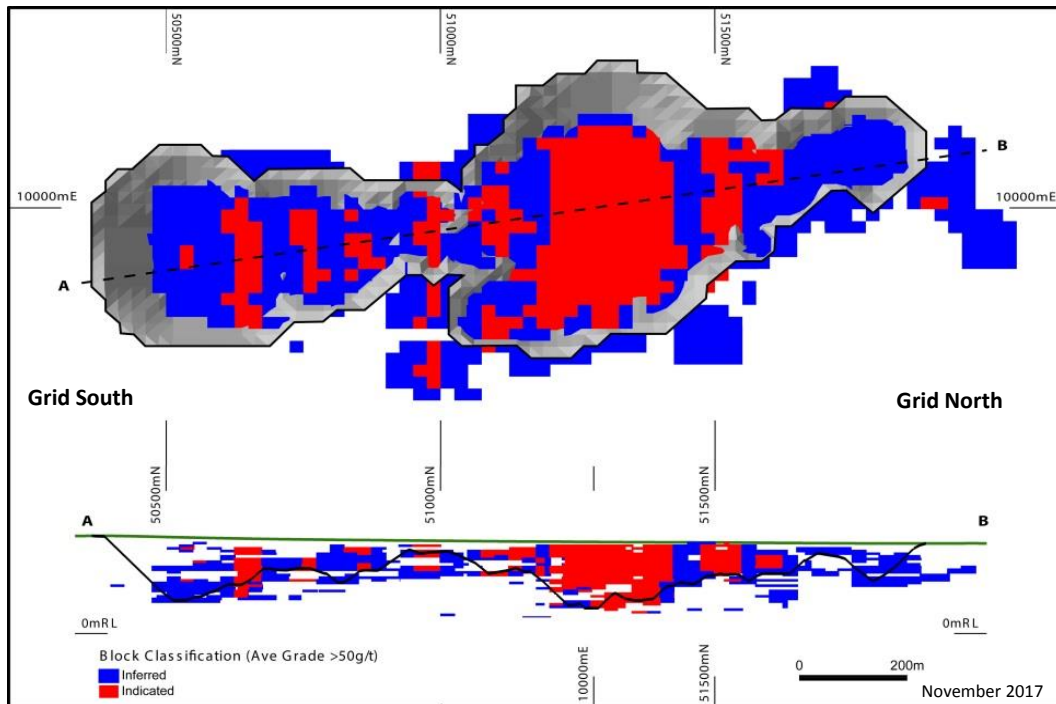 50500mN
51000mN
51500mN
10000mE
10000mE
B
A
Grid South
Grid North
50500mN
51000mN
51500mN
A
B
0mRL
0mRL
Block Classification (Ave Grade >50g/t)
Inferred
Indicated
10000mE
51500mN
0
200m
November 2017